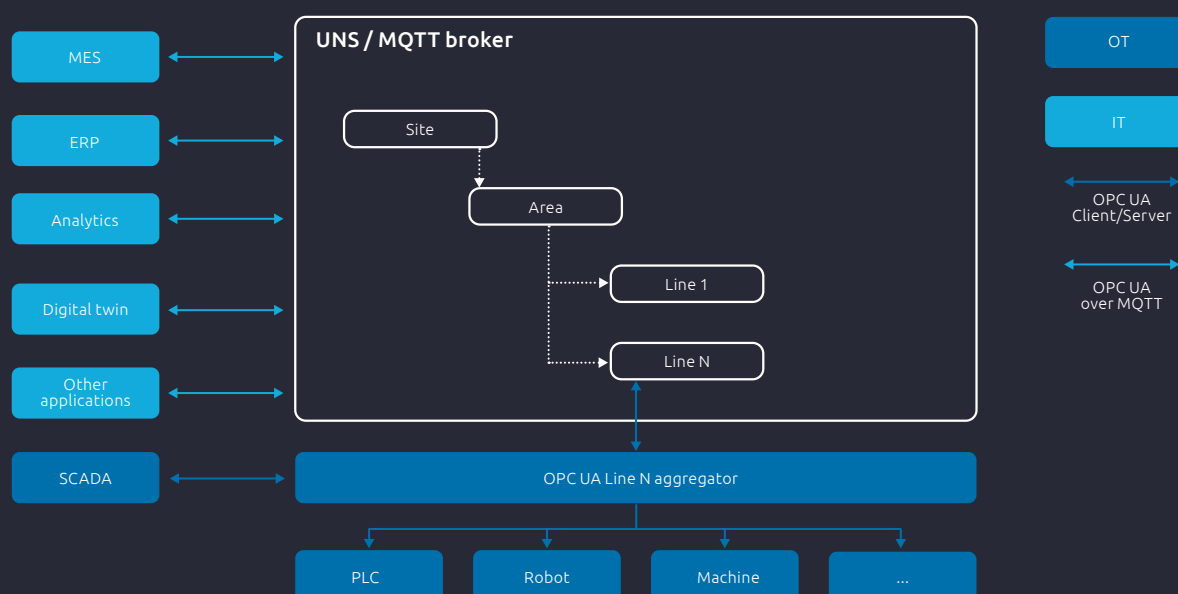 UNS / MQTT broker
MES
ERP
Analytics
Digital twin
Other
applications
SCADA
Site
Area
Line 1
Line N
OPC UA Line N aggregator
PLC
Robot
Machine
...
OT
IT
OPC UA
Client/Server
OPC UA
over MQTT